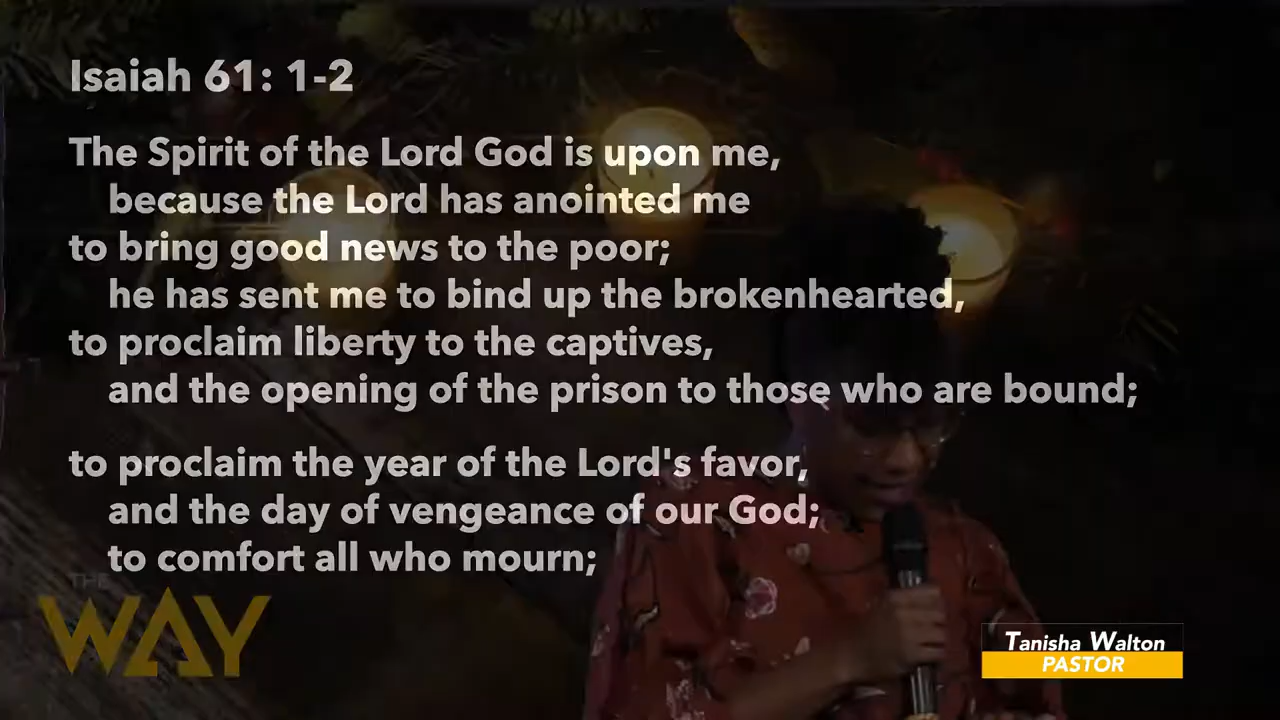 Isaiah 61: 1-2
The Spirit of the Lord God is upon me,
because the Lord has anointed me
to bring good news to the poor;
he has sent me to bind up the brokenhearted,
to proclaim liberty to the captives,
and the opening of the prison to those who are bound;
to proclaim the year of the Lord's favor,
and the day of vengeance of our God;
to comfort all who mourn;
THE
WAY
Tanisha Walton
PASTOR